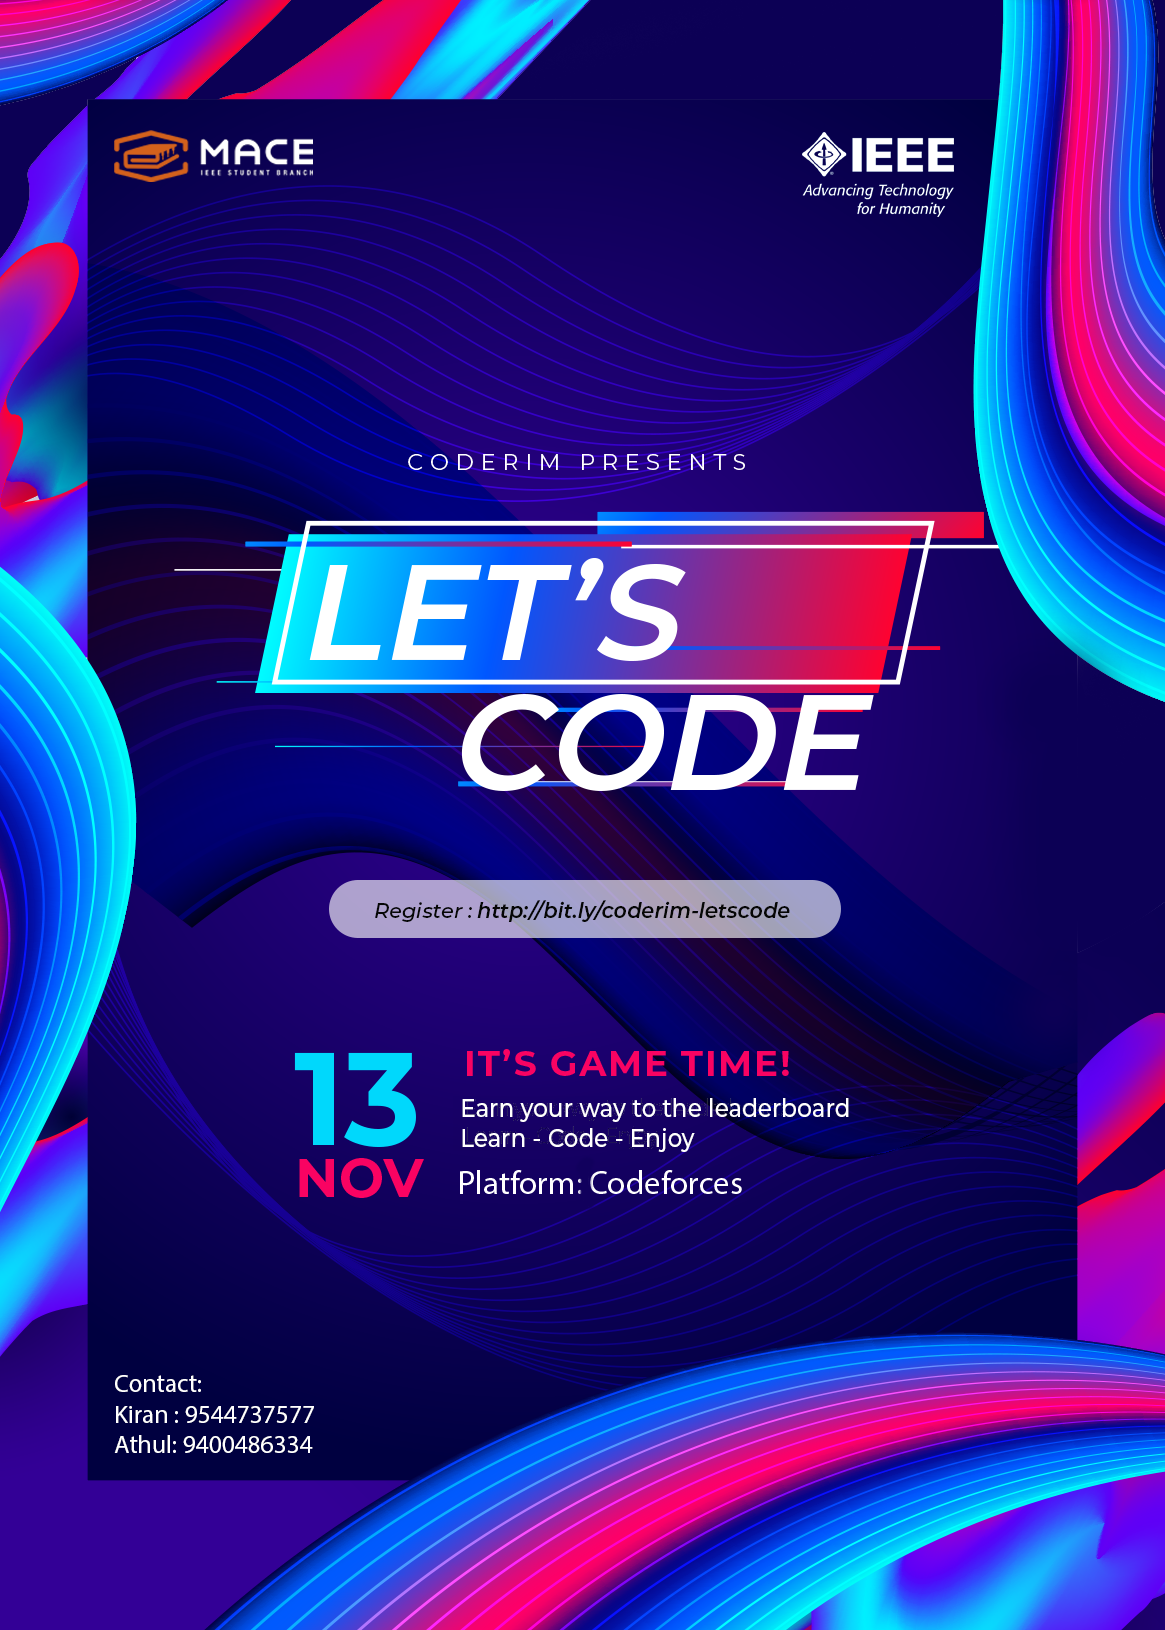 MACE
IEEE STUDENT BRANCH
IEEE
Advancing Technology
for Humanity
CODERIM PRESENTS
LET'S
CODE
Register : http://bit.ly/coderim-letscode
13
NOV
IT'S GAME TIME!
Earn your way to the leaderboard
Learn - Code - Enjoy
Platform: Codeforces
Contact:
Kiran : 9544737577
Athul: 9400486334